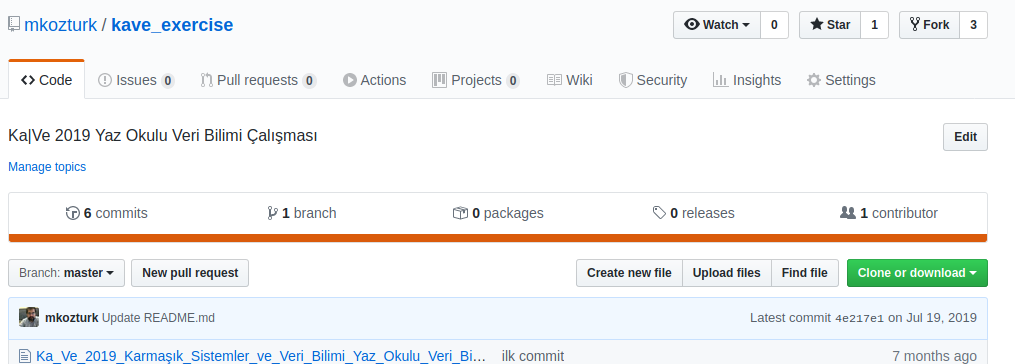 mkozturk / kave_exercise
Watch 0 Star 1 Fork 3
Code Issues 0 Pull requests 0 Actions Projects 0 Wiki Security Insights Settings
Ka|Ve 2019 Yaz Okulu Veri Bilimi Çalışması
Edit
Manage topics
6 commits 1 branch 0 packages 0 releases 1 contributor
Branch: master New pull request Create new file Upload files Find file Clone or download
mkozturk Update README.md Latest commit 4e217e1 on Jul 19, 2019
Ka_Ve_2019_Karmaşık_Sistemler_ve_Veri_Bilimi_Yaz_Okulu_Veri_Bi... ilk commit 7 months ago